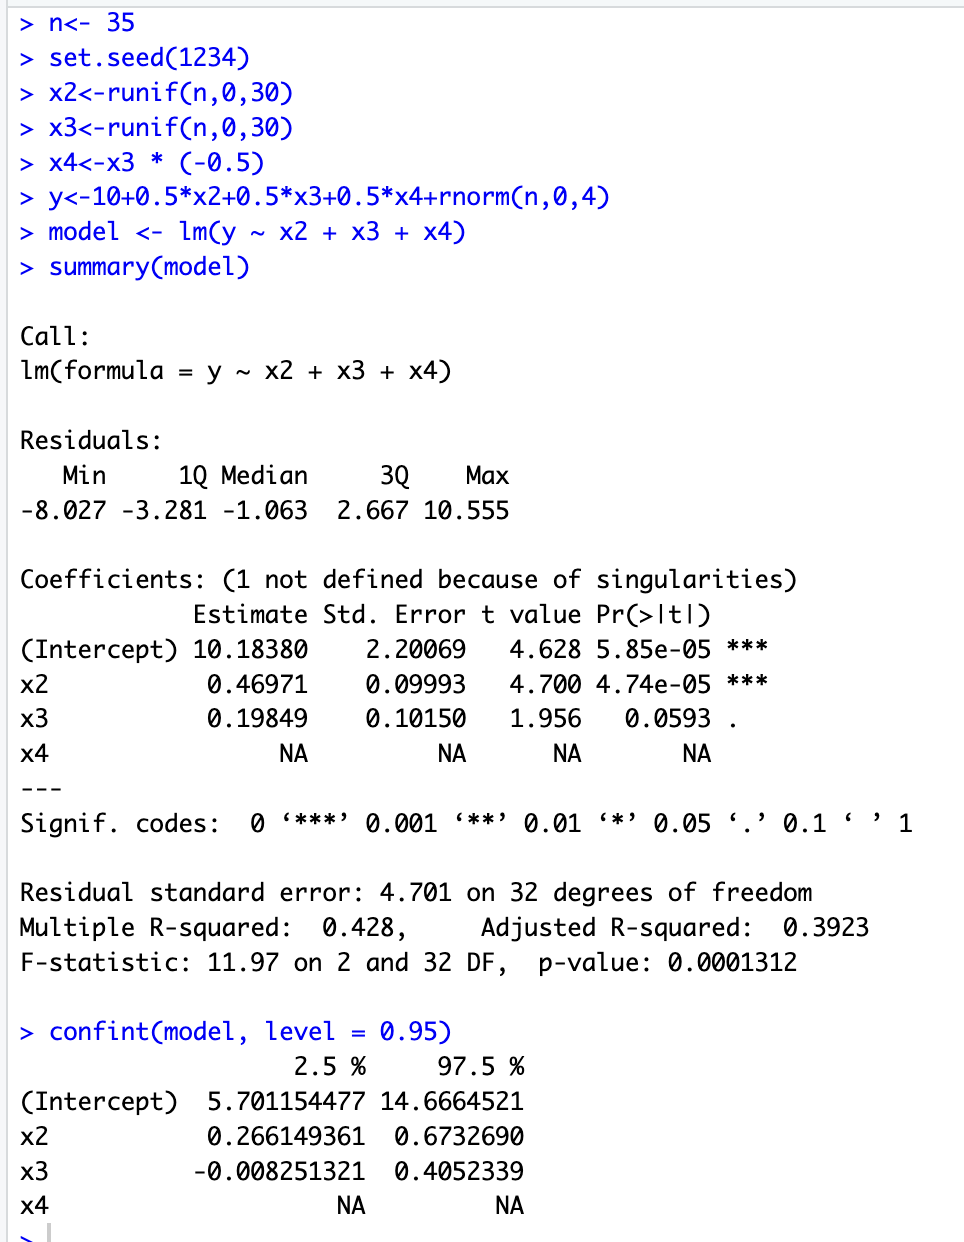 > n<- 35
> set.seed(1234)
> x2<-runif(n,0,30)
> x3<-runif(n,0,30)
> x4<-x3 * (-0.5)
> y<-10+0.5*x2+0.5*x3+0.5*x4+rnorm(n,0,4)
> model <- lm(y ~ x2 + x3 + x4)
> summary(model)

Call:
lm(formula = y ~ x2 + x3 + x4)

Residuals:
   Min     1Q Median     3Q    Max
-8.027 -3.281 -1.063  2.667 10.555

Coefficients: (1 not defined because of singularities)
            Estimate Std. Error t value Pr(>|t|)
(Intercept) 10.18380    2.20069   4.628 5.85e-05 ***
x2           0.46971    0.09993   4.700 4.74e-05 ***
x3           0.19849    0.10150   1.956   0.0593 .
x4                NA         NA      NA       NA
---
Signif. codes:  0 ‘***’ 0.001 ‘**’ 0.01 ‘*’ 0.05 ‘.’ 0.1 ‘ ’ 1

Residual standard error: 4.701 on 32 degrees of freedom
Multiple R-squared:  0.428,     Adjusted R-squared:  0.3923
F-statistic: 11.97 on 2 and 32 DF,  p-value: 0.0001312

> confint(model, level = 0.95)
                   2.5 %     97.5 %
(Intercept)  5.701154477 14.6664521
x2           0.266149361  0.6732690
x3          -0.008251321  0.4052339
x4                    NA         NA
>